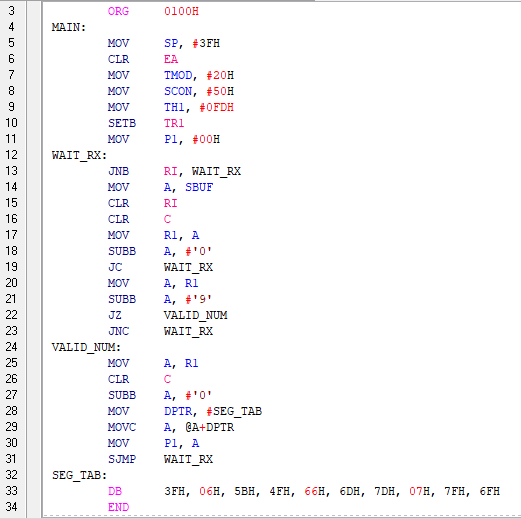 3 ORG 0100H
4 MAIN:
5 MOV SP, #3FH
6 CLR EA
7 MOV TMOD, #20H
8 MOV SCON, #50H
9 MOV TH1, #0FDH
10 SETB TR1
11 MOV P1, #00H
12 WAIT_RX:
13 JNB RI, WAIT_RX
14 MOV A, SBUF
15 CLR RI
16 CLR C
17 MOV R1, A
18 SUBB A, #'0'
19 JC WAIT_RX
20 MOV A, R1
21 SUBB A, #'9'
22 JZ VALID_NUM
23 JNC WAIT_RX
24 VALID_NUM:
25 MOV A, R1
26 CLR C
27 SUBB A, #'0'
28 MOV DPTR, #SEG_TAB
29 MOVC A, @A+DPTR
30 MOV P1, A
31 SJMP WAIT_RX
32 SEG_TAB:
33 DB 3FH, 06H, 5BH, 4FH, 66H, 6DH, 7DH, 07H, 7FH, 6FH
34 END